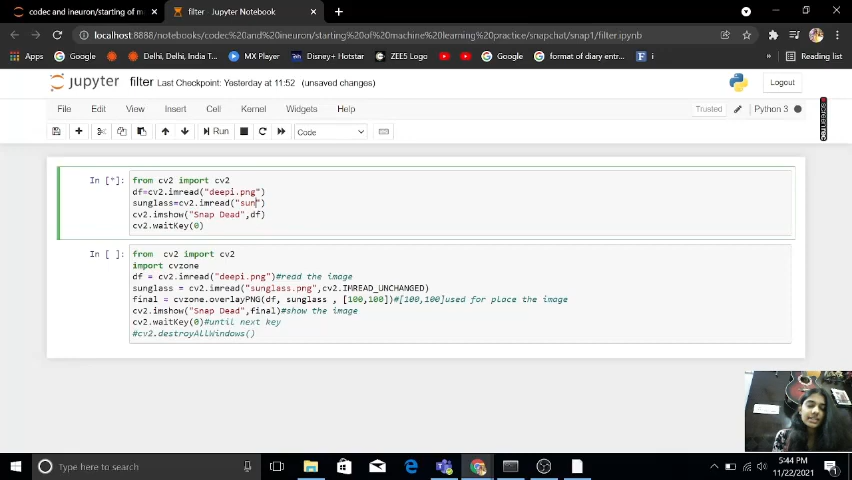 codec and ineuron/starting of m
filter - Jupyter Notebook
localhost:8888/notebooks/codec%20and%20ineuron/starting%20of%20machine%20learning%20practice/snapchat/snap1/filter.ipynb
Apps
Google
Delhi, Delhi, India T...
MX Player
Disney+ Hotstar
ZEE5 Logo
Google
format of diary entr...
i
Reading list
jupyter filter Last Checkpoint: Yesterday at 11:52 (unsaved changes)
Logout
File Edit View Insert Cell Kernel Widgets Help
Trusted
Python 3
Run
Code
In [*]:
from cv2 import cv2
df=cv2.imread("deepi.png")
sunglass=cv2.imread("sun")
cv2.imshow("Snap Dead",df)
cv2.waitKey(0)
In [ ]:
from  cv2 import cv2
import cvzone
df = cv2.imread("deepi.png")#read the image
sunglass = cv2.imread("sunglass.png",cv2.IMREAD_UNCHANGED)
final = cvzone.overlayPNG(df, sunglass , [100,100])#[100,100]used for place the image
cv2.imshow("Snap Dead",final)#show the image
cv2.waitKey(0)#until next key
#cv2.destroyAllWindows()
Type here to search
5:44 PM
11/22/2021